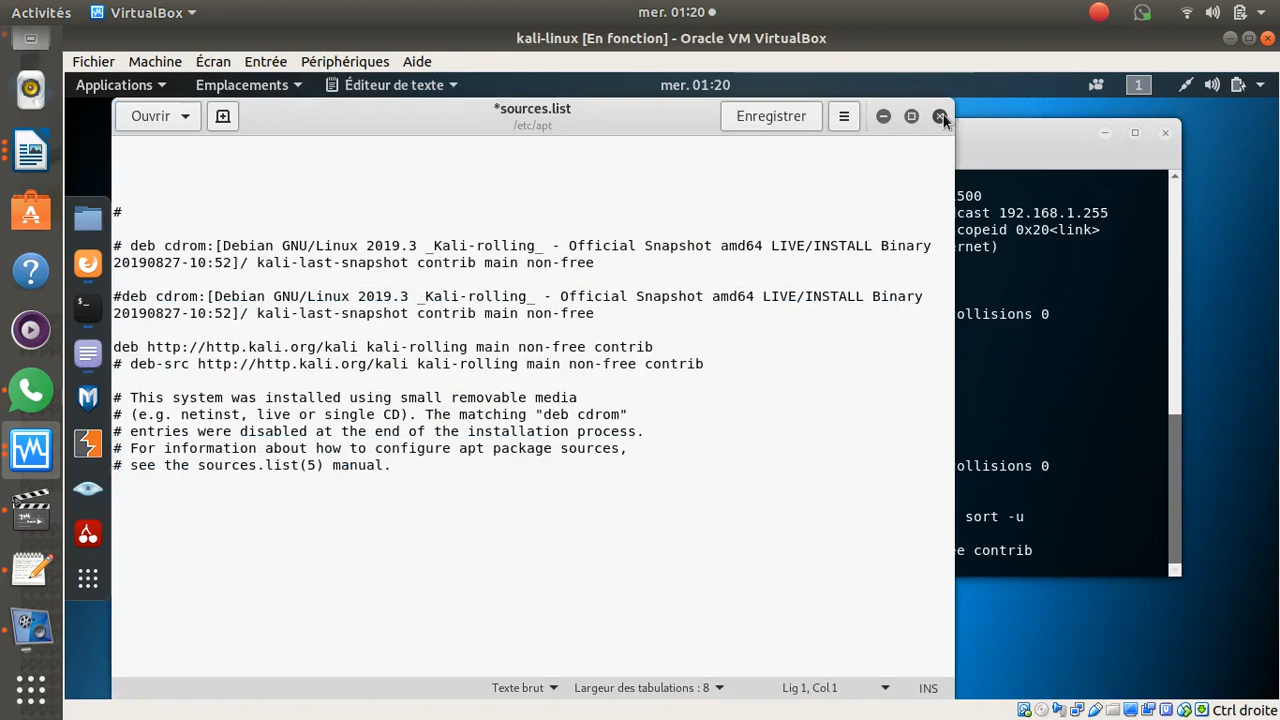 Activités VirtualBox mer. 01:20
kali-linux [En fonction] - Oracle VM VirtualBox
Fichier Machine Écran Entrée Périphériques Aide
Applications Emplacements Éditeur de texte mer. 01:20 1
Ouvrir *sources.list Enregistrer
/etc/apt
#
# deb cdrom:[Debian GNU/Linux 2019.3 _Kali-rolling_ - Official Snapshot amd64 LIVE/INSTALL Binary
20190827-10:52]/ kali-last-snapshot contrib main non-free
#deb cdrom:[Debian GNU/Linux 2019.3 _Kali-rolling_ - Official Snapshot amd64 LIVE/INSTALL Binary
20190827-10:52]/ kali-last-snapshot contrib main non-free
deb http://http.kali.org/kali kali-rolling main non-free contrib
# deb-src http://http.kali.org/kali kali-rolling main non-free contrib
# This system was installed using small removable media
# (e.g. netinst, live or single CD). The matching "deb cdrom"
# entries were disabled at the end of the installation process.
# For information about how to configure apt package sources,
# see the sources.list(5) manual.
Texte brut Largeur des tabulations : 8 Lig 1, Col 1 INS
500
dcast 192.168.1.255
copeid 0x20<link>
ernet)
ollisions 0
ollisions 0
sort -u
ee contrib
Ctrl droite